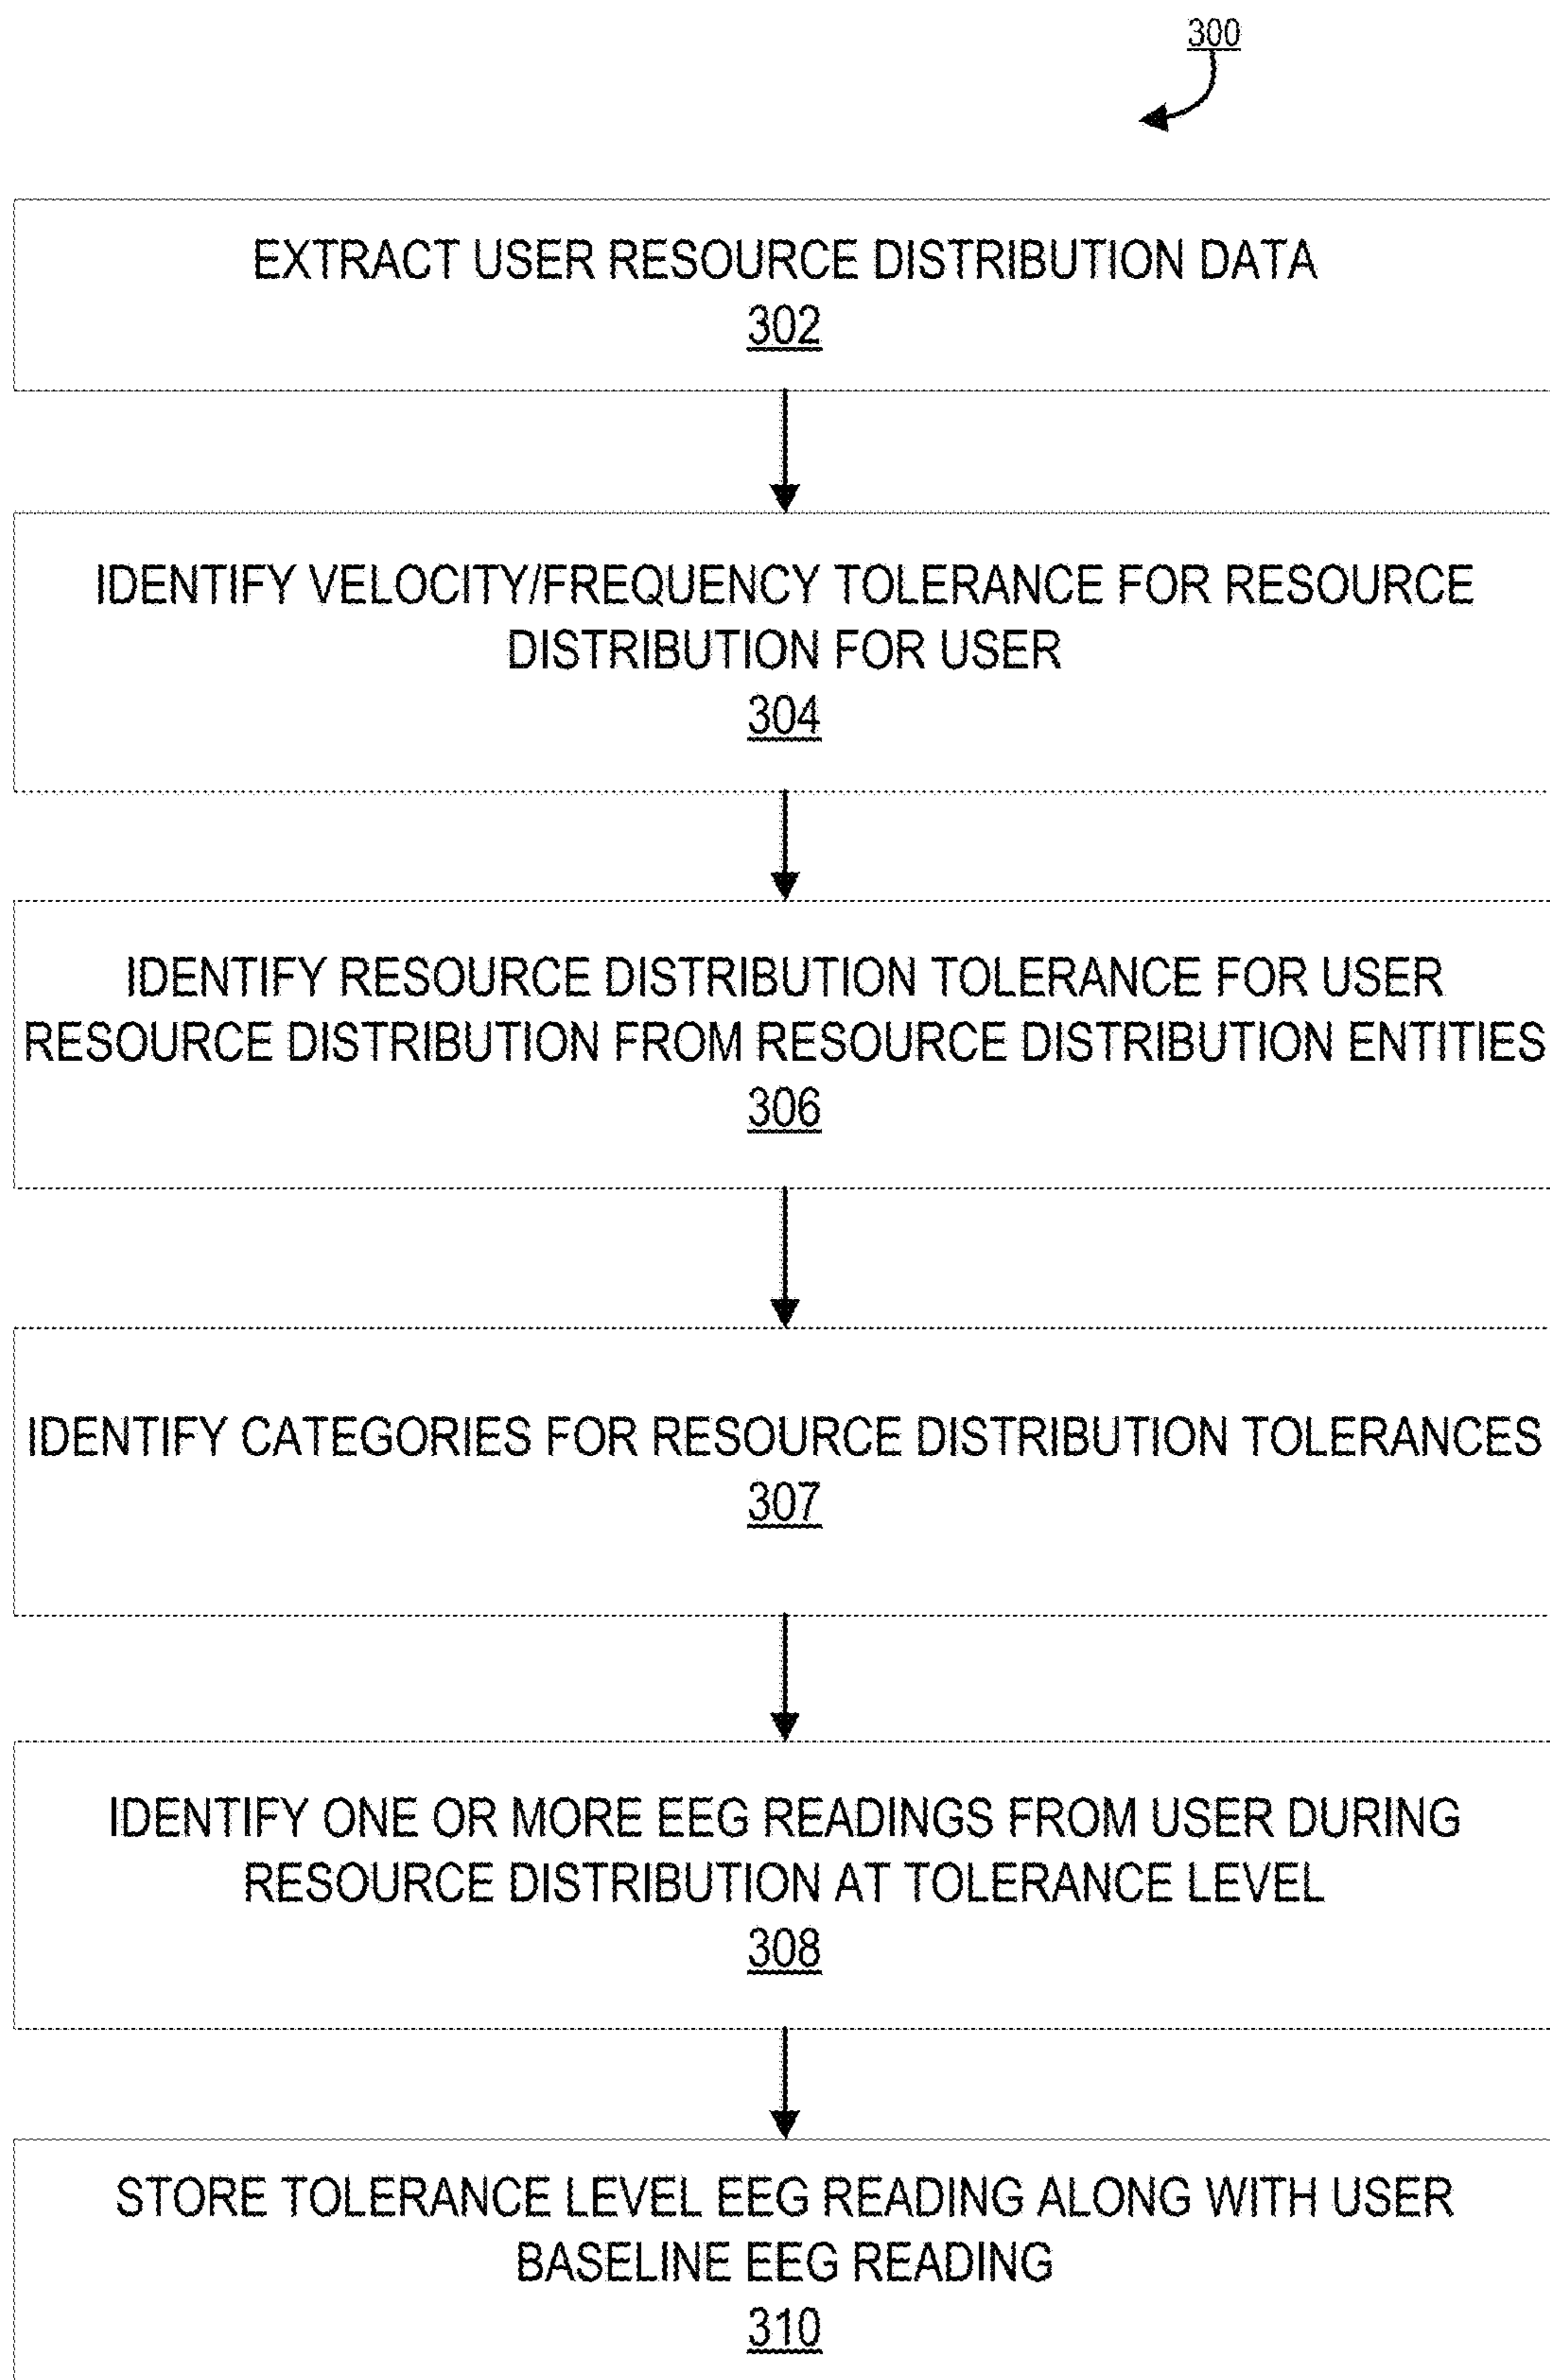 300
EXTRACT USER RESOURCE DISTRIBUTION DATA
302
IDENTIFY VELOCITY/FREQUENCY TOLERANCE FOR RESOURCE
DISTRIBUTION FOR USER
304
IDENTIFY RESOURCE DISTRIBUTION TOLERANCE FOR USER
RESOURCE DISTRIBUTION FROM RESOURCE DISTRIBUTION ENTITIES
306
IDENTIFY CATEGORIES FOR RESOURCE DISTRIBUTION TOLERANCES
307
IDENTIFY ONE OR MORE EEG READINGS FROM USER DURING
RESOURCE DISTRIBUTION AT TOLERANCE LEVEL
308
STORE TOLERANCE LEVEL EEG READING ALONG WITH USER
BASELINE EEG READING
310